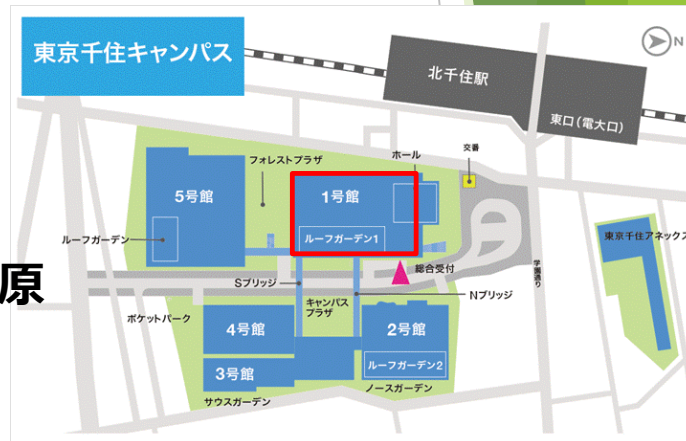 東京千住キャンパス
N
北千住駅
東口(電大口)
交番
ホール
フォレストプラザ
5号館
1号館
ルーフガーデン
ルーフガーデン1
東京千住アネックス
総合受付
学園通り
原
Sブリッジ
Nブリッジ
キャンパス
プラザ
ポケットパーク
4号館
2号館
ルーフガーデン2
3号館
ノースガーデン
サウスガーデン